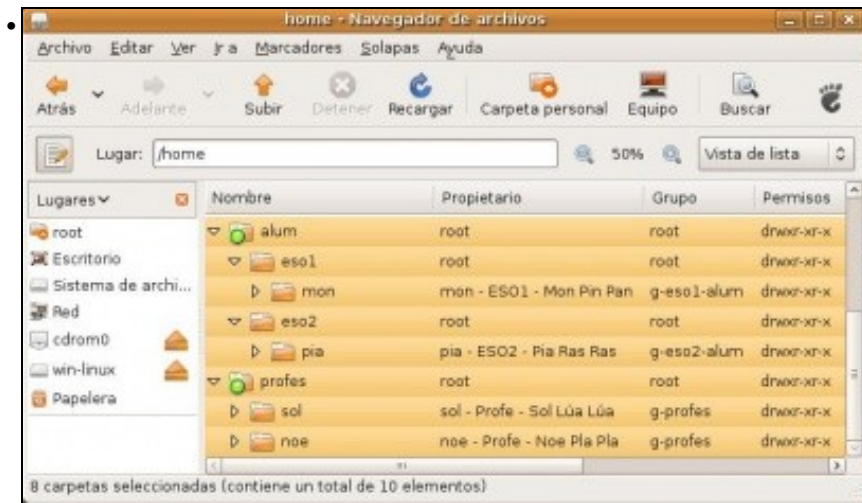 home - Navegador de archivos
Archivo Editar Ver Ir a Marcadores Solapas Ayuda
Atrás Adelante Subir Detener Recargar Carpeta personal Equipo Buscar
Lugar: /home 50% Vista de lista
Lugares Nombre Propietario Grupo Permisos
root alum root root drwxr-xr-x
Escritorio eso1 root root drwxr-xr-x
Sistema de archi... mon mon - ESO1 - Mon Pin Pan g-eso1-alum drwxr-xr-x
Red eso2 root root drwxr-xr-x
cdrom0 pia pia - ESO2 - Pia Ras Ras g-eso2-alum drwxr-xr-x
win-linux profes root root drwxr-xr-x
Papelera sol sol - Profe - Sol Lúa Lúa g-profes drwxr-xr-x
noe noe - Profe - Noe Pla Pla g-profes drwxr-xr-x
8 carpetas seleccionadas (contiene un total de 10 elementos)